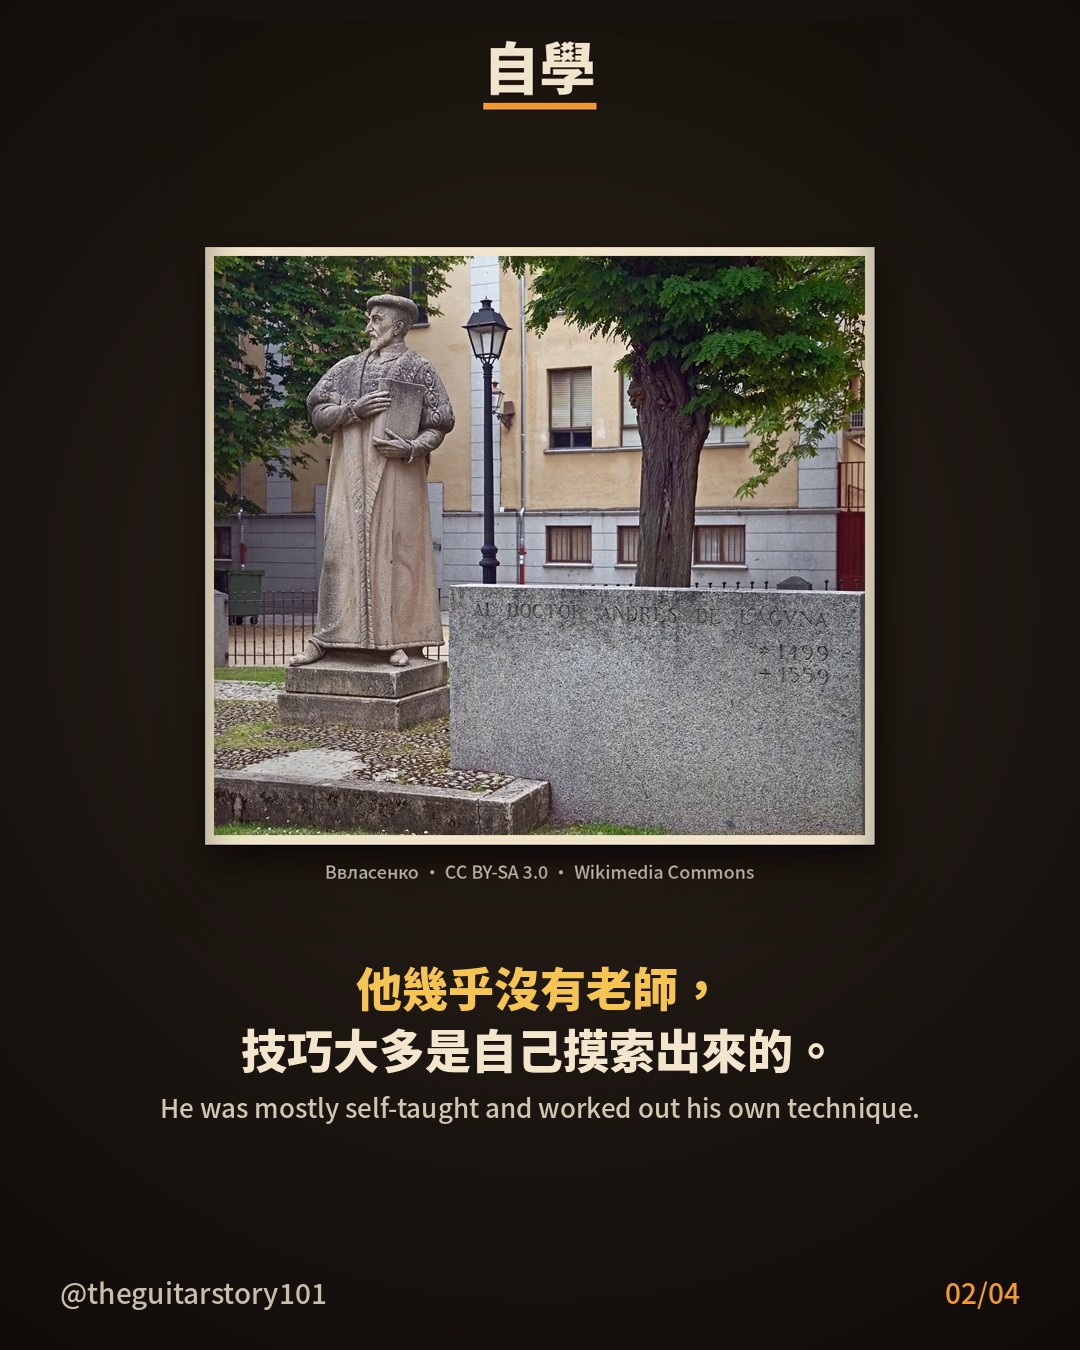 自學
AL DOCTOR ANDRES DE LAGVNA
* 1499
+ 1559
Ввласенко • CC BY-SA 3.0 • Wikimedia Commons
他幾乎沒有老師，
技巧大多是自己摸索出來的。
He was mostly self-taught and worked out his own technique.
@theguitarstory101
02/04